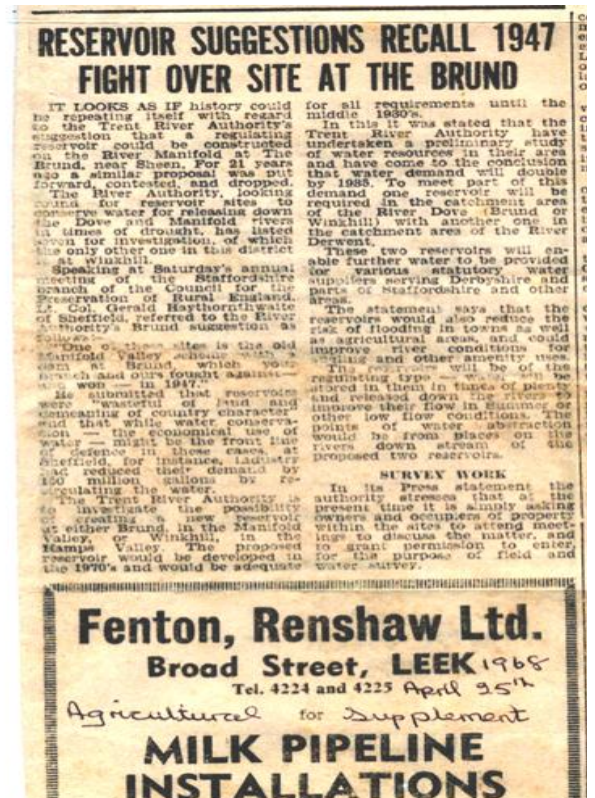 RESERVOIR SUGGESTIONS RECALL 1947
FIGHT OVER SITE AT THE BRUND
IT LOOKS AS IF history could
be repeating itself with regard
to the Trent River Authority's
suggestion that a regulating
reservoir could be constructed
on the River Manifold at The
Brund, near Sheen. For 21 years
ago a similar proposal was put
forward, contested, and dropped.
The River Authority, looking
round for reservoir sites to
conserve water for releasing down
the Dove and Manifold rivers
in times of drought, has listed
seven for investigation, of which
the only other one in this district
is at Winkhill.
Speaking at Saturday's annual
meeting of the Staffordshire
branch of the Council for the
Preservation of Rural England,
Lt. Col. Gerald Haythornthwaite
of Sheffield, referred to the River
Authority's Brund suggestion as
follows:
"One of these sites is the old
Manifold Valley scheme with a
dam at Brund which your
branch and ours fought against—
and won — in 1947."
He submitted that reservoirs
were wasteful of land and
demeaning of country character
and that while water conserva-
tion — the economical use of
water — might be the front line
of defence in these cases, at
Sheffield, for instance, industry
had reduced their demand by
million gallons by re-
circulating the water.
The Trent River Authority is
to investigate the possibility
of creating a new reservoir
at either Brund, in the Manifold
Valley, or Winkhill, in the
Hamps Valley. The proposed
reservoir would be developed in
the 1970's and would be adequate
for all requirements until the
middle 1980's.
In this it was stated that the
Trent River Authority have
undertaken a preliminary study
of water resources in their area
and have come to the conclusion
that water demand will double
by 1985. To meet part of this
demand one reservoir will be
required in the catchment area
of the River Dove (Brund or
Winkhill) with another one in
the catchment area of the River
Derwent.
These two reservoirs will en-
able further water to be provided
for various statutory water
suppliers serving Derbyshire and
parts of Staffordshire and other
areas.
The statement says that the
reservoirs would also reduce the
risk of flooding in towns as well
as agricultural areas, and could
improve river conditions for
fishing and other amenity uses.
The reservoirs will be of the
regulating type — water will be
stored in them in times of plenty
and released down the rivers to
improve their flow in summer or
other low flow conditions. The
points of water abstraction
would be from places on the
rivers down stream of the
proposed two reservoirs.
SURVEY WORK
In its Press statement the
authority stresses that at the
present time it is simply asking
owners and occupiers of property
within the sites to attend meet-
ings to discuss the matter, and
to grant permission to enter,
for the purpose of field and
water survey.
Fenton, Renshaw Ltd.
Broad Street, LEEK 1968
Tel. 4224 and 4225 April 25th
Agricultural for Supplement
MILK PIPELINE
INSTALLATIONS